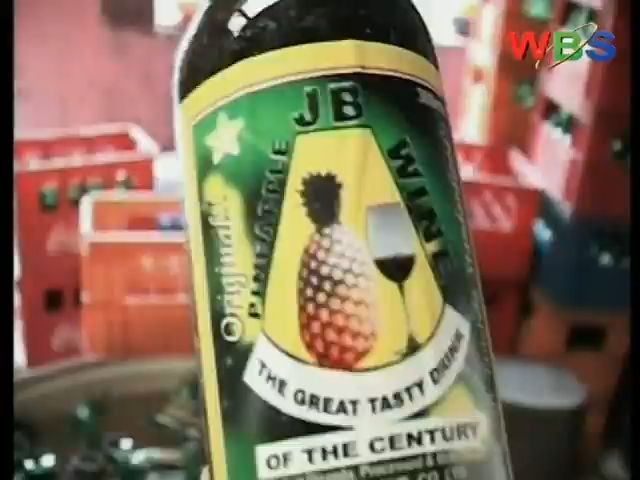 WBS
JB
Original
PINEAPPLE
WINE
THE GREAT TASTY DRINK
OF THE CENTURY